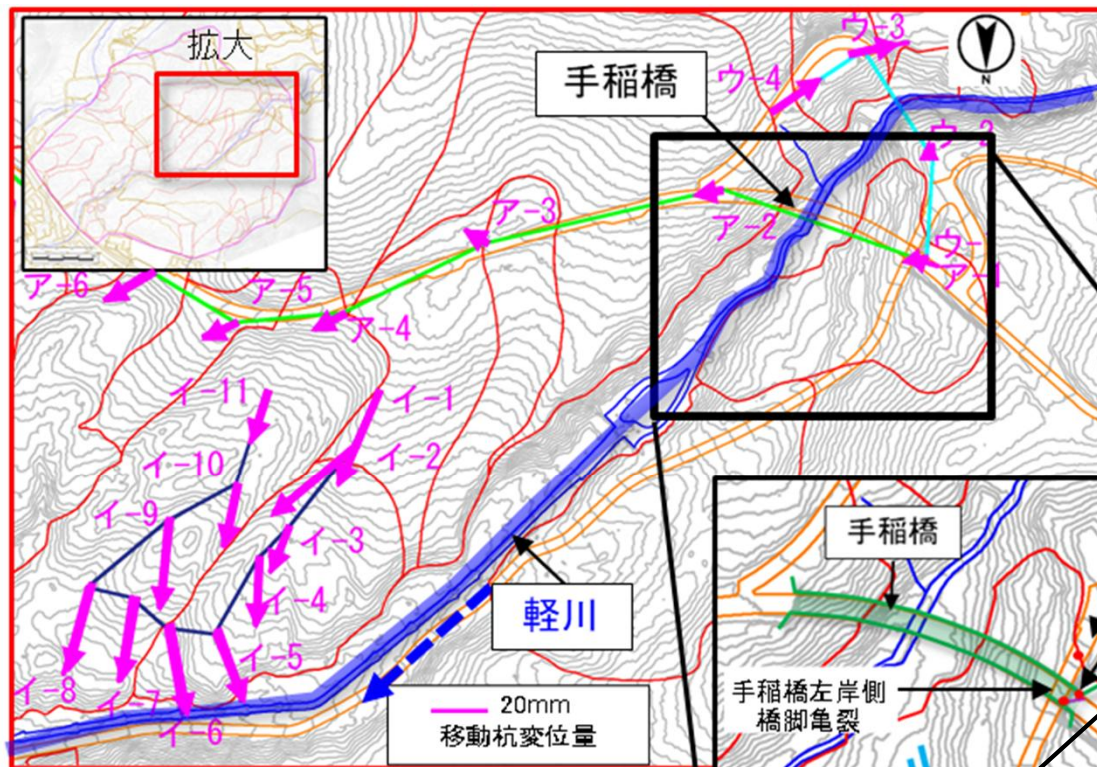 拡大
N
手稲橋
ウ-3
ウ-4
ウ-2
ア-3
ア-2
ウ-
ア-1
ア-6
ア-5
ア-4
イ-11
イ-1
イ-10
イ-2
イ-9
イ-3
イ-4
軽川
イ-5
イ-8
イ-7
イ-6
20mm
移動杭変位量
手稲橋
手稲橋左岸側
橋脚亀裂